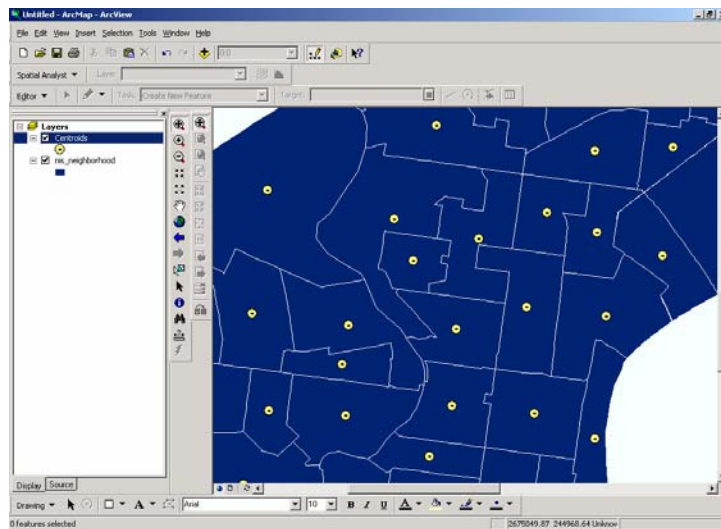 Untitled - ArcMap - ArcView
File Edit View Insert Selection Tools Window Help
Spatial Analyst Layer:
Editor Task: Create New Feature Target:
Layers
Centroids
nis_neighborhood
Display Source
Drawing Arial 10 B I U A
0 features selected 2675049.87 244968.64 Unknow